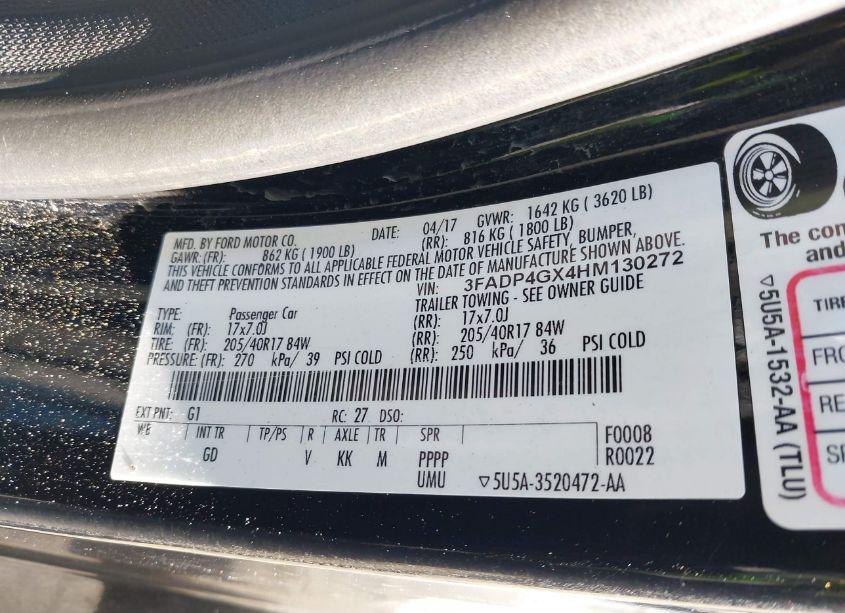 MFD. BY FORD MOTOR CO. DATE: 04/17 GVWR: 1642 KG ( 3620 LB)
GAWR: (FR): 862 KG ( 1900 LB) (RR): 816 KG ( 1800 LB)
THIS VEHICLE CONFORMS TO ALL APPLICABLE FEDERAL MOTOR VEHICLE SAFETY, BUMPER,
AND THEFT PREVENTION STANDARDS IN EFFECT ON THE DATE OF MANUFACTURE SHOWN ABOVE.
VIN: 3FADP4GX4HM130272
TRAILER TOWING - SEE OWNER GUIDE
TYPE: Passenger Car
RIM: (FR): 17x7.0J (RR): 17x7.0J
TIRE: (FR): 205/40R17 84W (RR): 205/40R17 84W
PRESSURE: (FR): 270 kPa/ 39 PSI COLD (RR): 250 kPa/ 36 PSI COLD
EXT PNT: G1 RC: 27 DSO:
WB INT TR TP/PS R AXLE TR SPR F0008
GD V KK M PPPP R0022
UMU ▽5U5A-3520472-AA
The con
and
▽5U5A-1532-AA (TLU)
TIRE
FRO
RE
SP